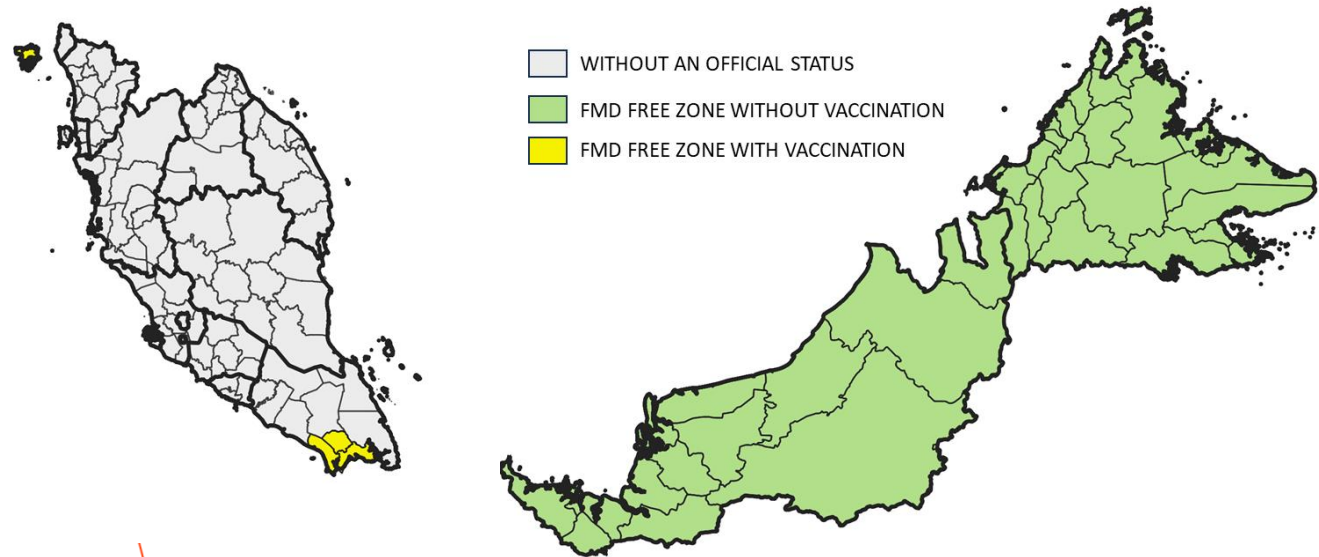 WITHOUT AN OFFICIAL STATUS
FMD FREE ZONE WITHOUT VACCINATION
FMD FREE ZONE WITH VACCINATION